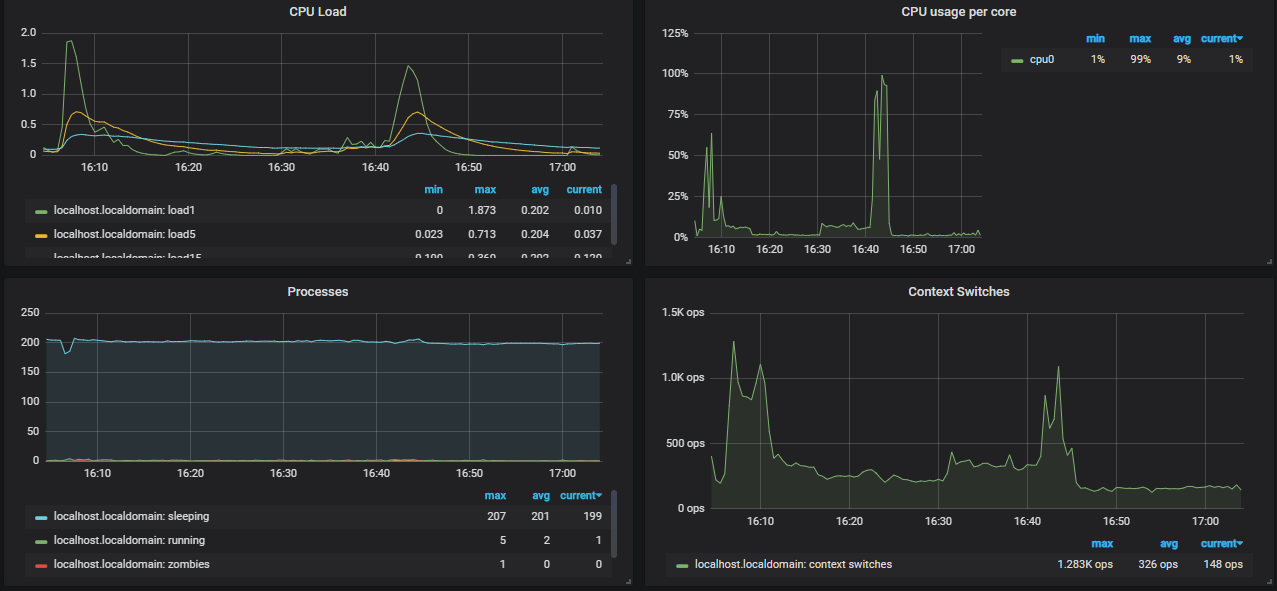 CPU Load
2.0
1.5
1.0
0.5
0
16:10 16:20 16:30 16:40 16:50 17:00
min max avg current
localhost.localdomain: load1 0 1.873 0.202 0.010
localhost.localdomain: load5 0.023 0.713 0.204 0.037
localhost.localdomain: load15
CPU usage per core
125%
100%
75%
50%
25%
0%
16:10 16:20 16:30 16:40 16:50 17:00
min max avg current
cpu0 1% 99% 9% 1%
Processes
250
200
150
100
50
0
16:10 16:20 16:30 16:40 16:50 17:00
max avg current
localhost.localdomain: sleeping 207 201 199
localhost.localdomain: running 5 2 1
localhost.localdomain: zombies 1 0 0
Context Switches
1.5K ops
1.0K ops
500 ops
0 ops
16:10 16:20 16:30 16:40 16:50 17:00
max avg current
localhost.localdomain: context switches 1.283K ops 326 ops 148 ops